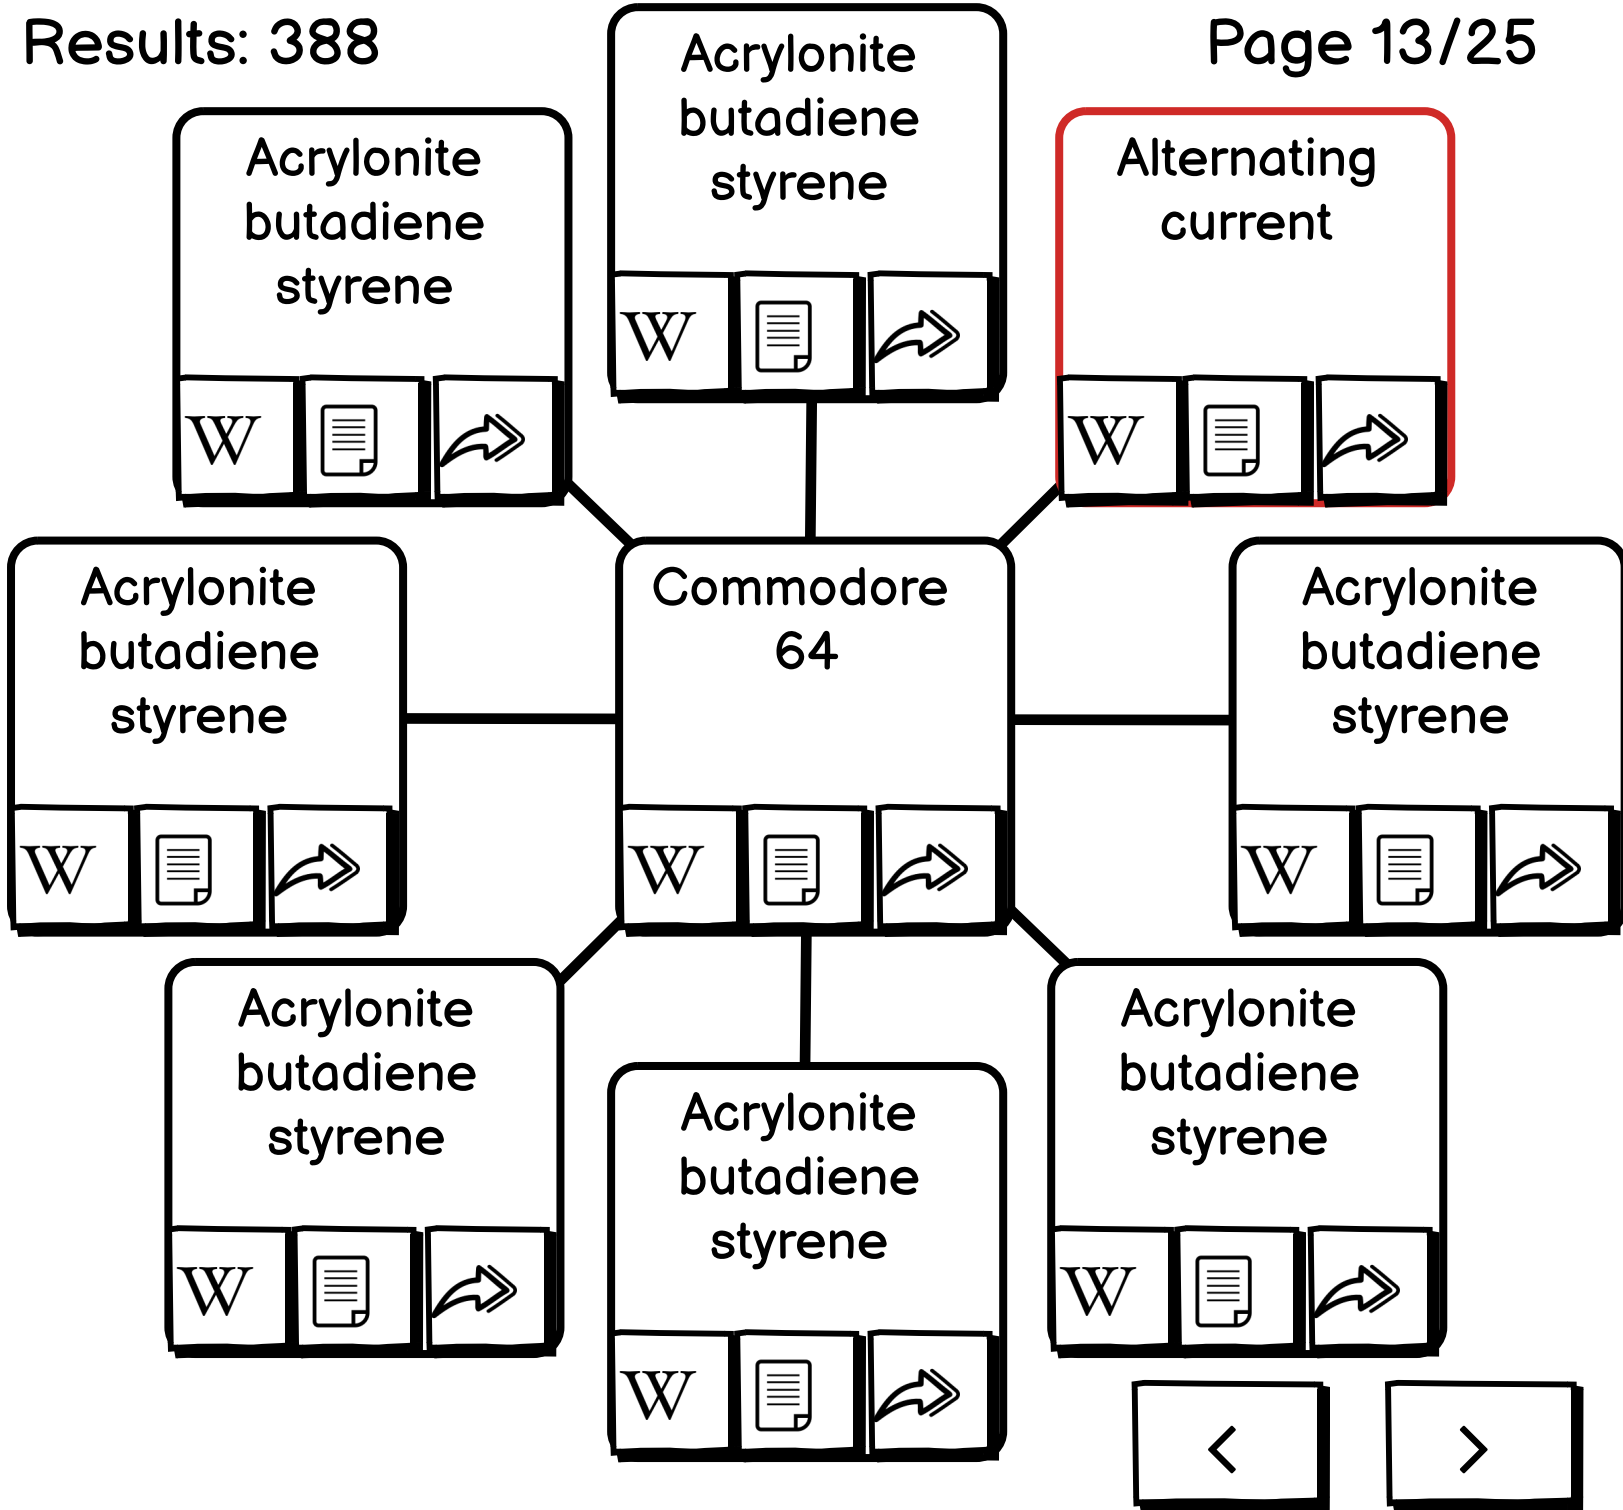 Results: 388
Page 13/25
Acrylonite
butadiene
styrene
W
Acrylonite
butadiene
styrene
W
Alternating
current
W
Acrylonite
butadiene
styrene
W
Commodore
64
W
Acrylonite
butadiene
styrene
W
Acrylonite
butadiene
styrene
W
Acrylonite
butadiene
styrene
W
Acrylonite
butadiene
styrene
W
< >